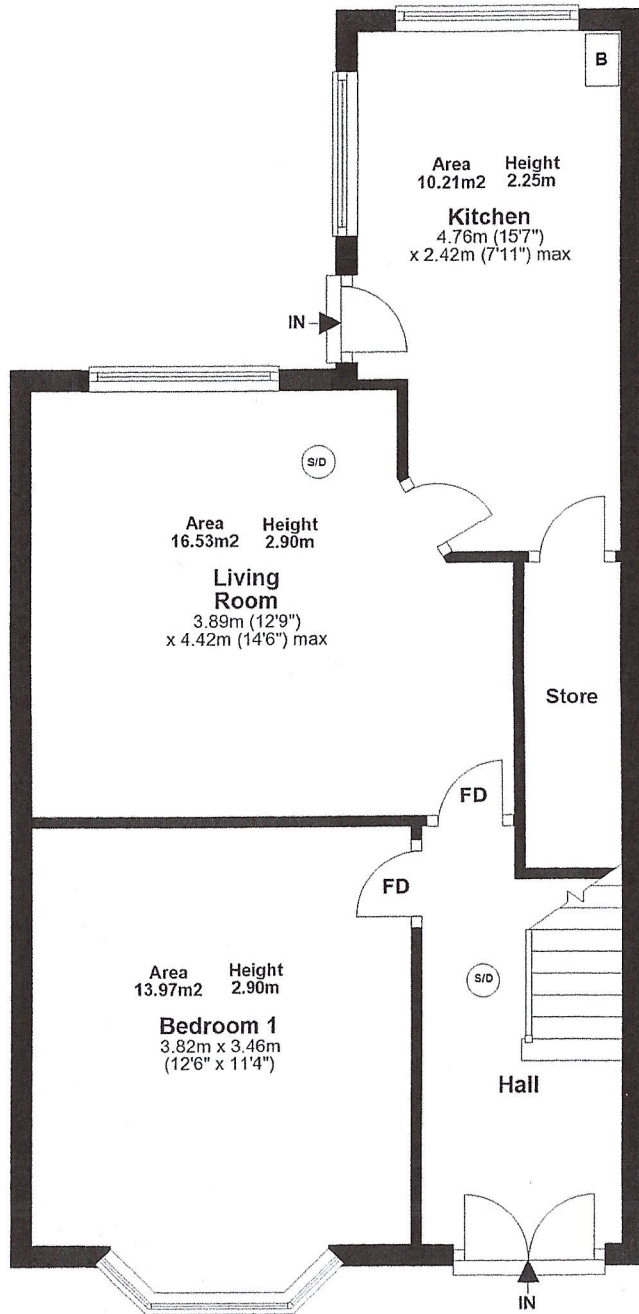 B
Area Height
10.21m2 2.25m
Kitchen
4.76m (15'7")
x 2.42m (7'11") max
IN
S/D
Area Height
16.53m2 2.90m
Living
Room
3.89m (12'9")
x 4.42m (14'6") max
Store
FD
FD
Area Height
13.97m2 2.90m
Bedroom 1
3.82m x 3.46m
(12'6" x 11'4")
S/D
Hall
IN